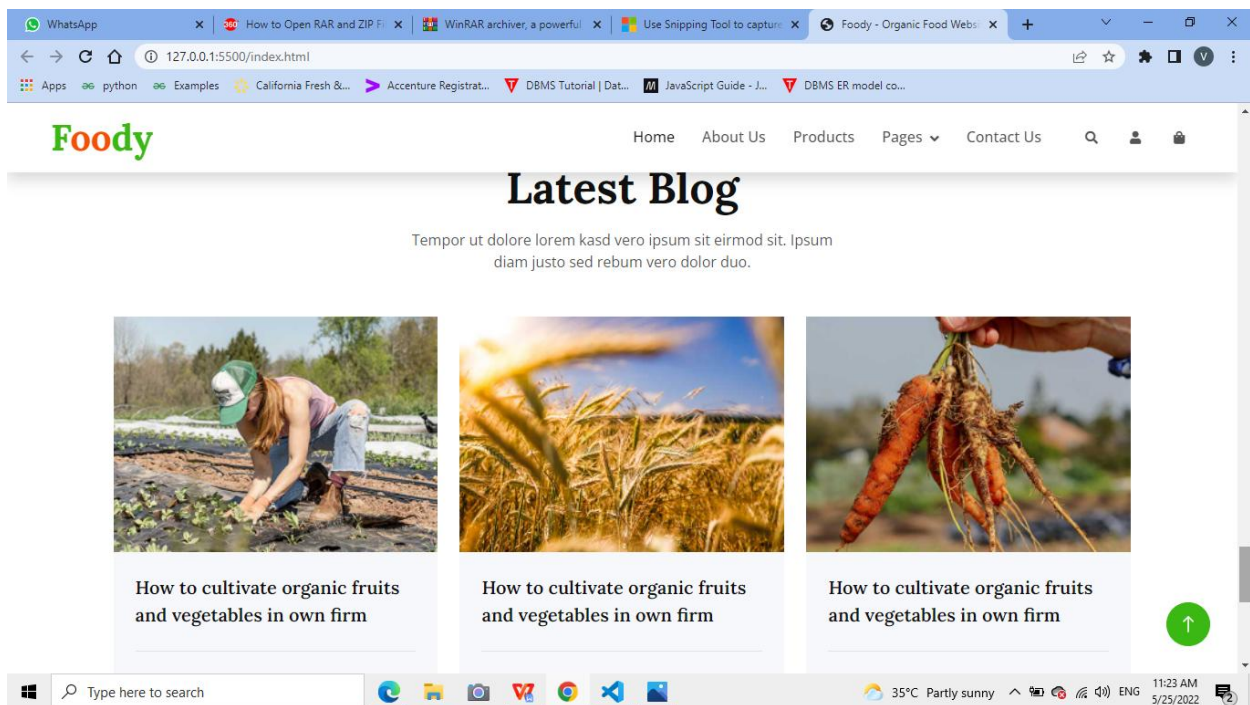 WhatsApp
How to Open RAR and ZIP Fi
WinRAR archiver, a powerful
Use Snipping Tool to capture
Foody - Organic Food Websi
127.0.0.1:5500/index.html
Apps
python
Examples
California Fresh &...
Accenture Registrat...
DBMS Tutorial | Dat...
JavaScript Guide - J...
DBMS ER model co...
V
Foody
Home About Us Products Pages Contact Us
Latest Blog
Tempor ut dolore lorem kasd vero ipsum sit eirmod sit. Ipsum
diam justo sed rebum vero dolor duo.
How to cultivate organic fruits
and vegetables in own firm
How to cultivate organic fruits
and vegetables in own firm
How to cultivate organic fruits
and vegetables in own firm
Type here to search
35°C Partly sunny
ENG
11:23 AM
5/25/2022
2